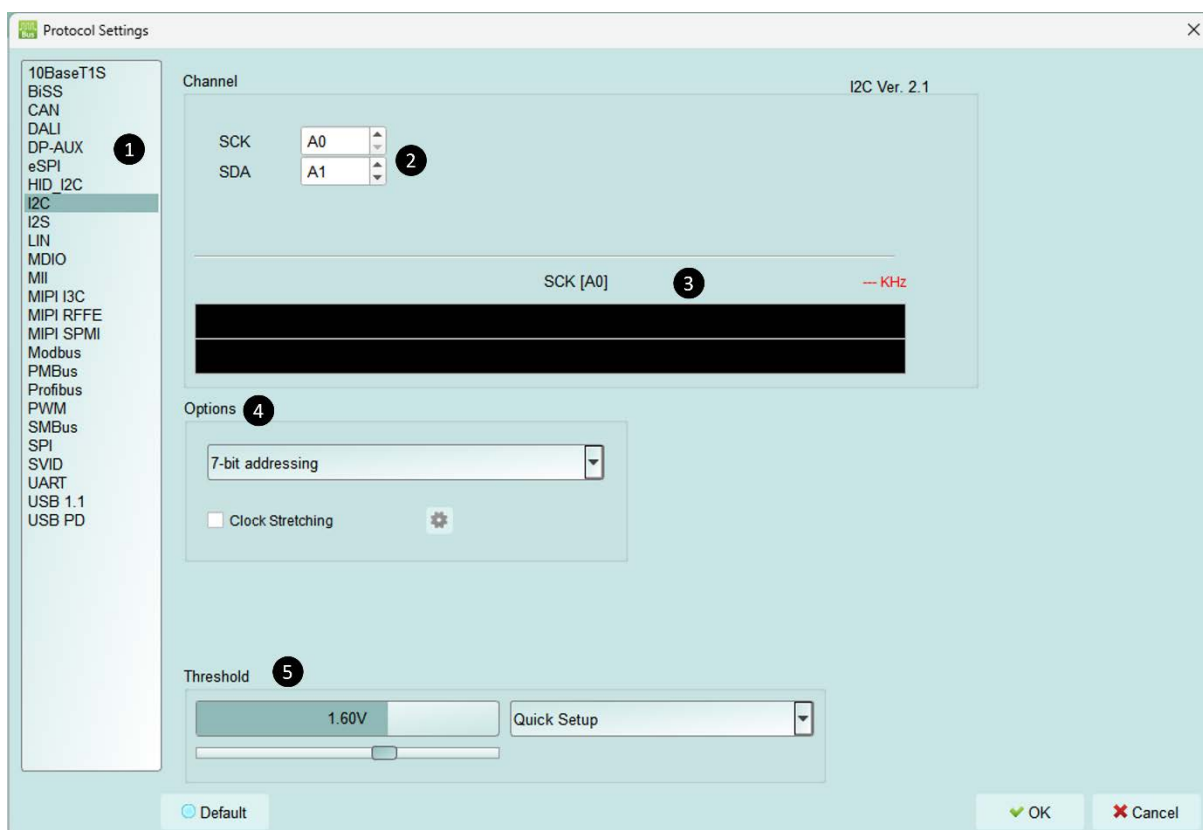 Protocol Settings
10BaseT1S
BiSS
CAN
DALI
DP-AUX
eSPI
HID_I2C
I2C
I2S
LIN
MDIO
MII
MIPI I3C
MIPI RFFE
MIPI SPMI
Modbus
PMBus
Profibus
PWM
SMBus
SPI
SVID
UART
USB 1.1
USB PD
1
Channel
I2C Ver. 2.1
SCK A0
SDA A1
2
SCK [A0] 3 --- KHz
Options 4
7-bit addressing
Clock Stretching
Threshold 5
1.60V Quick Setup
Default OK Cancel